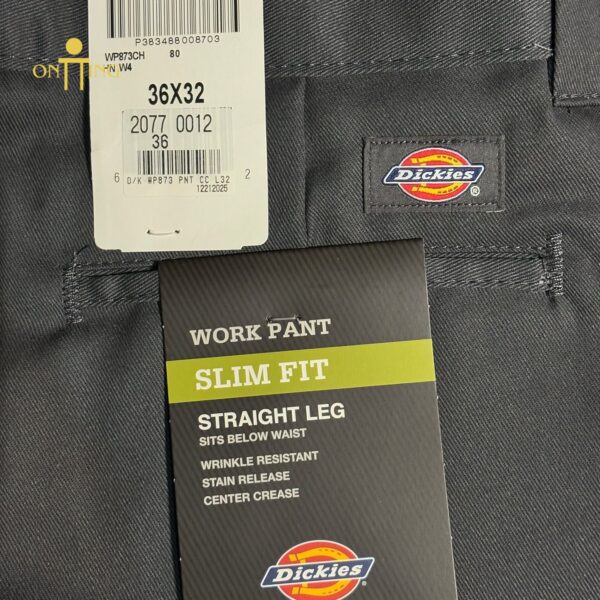 P383488008703
WP873CH 80
W4
36X32
2077 0012
36
6 D/K WP873 PNT CC L32 2
12212025
Dickies
®
WORK PANT
SLIM FIT
STRAIGHT LEG
SITS BELOW WAIST
WRINKLE RESISTANT
STAIN RELEASE
CENTER CREASE
Dickies